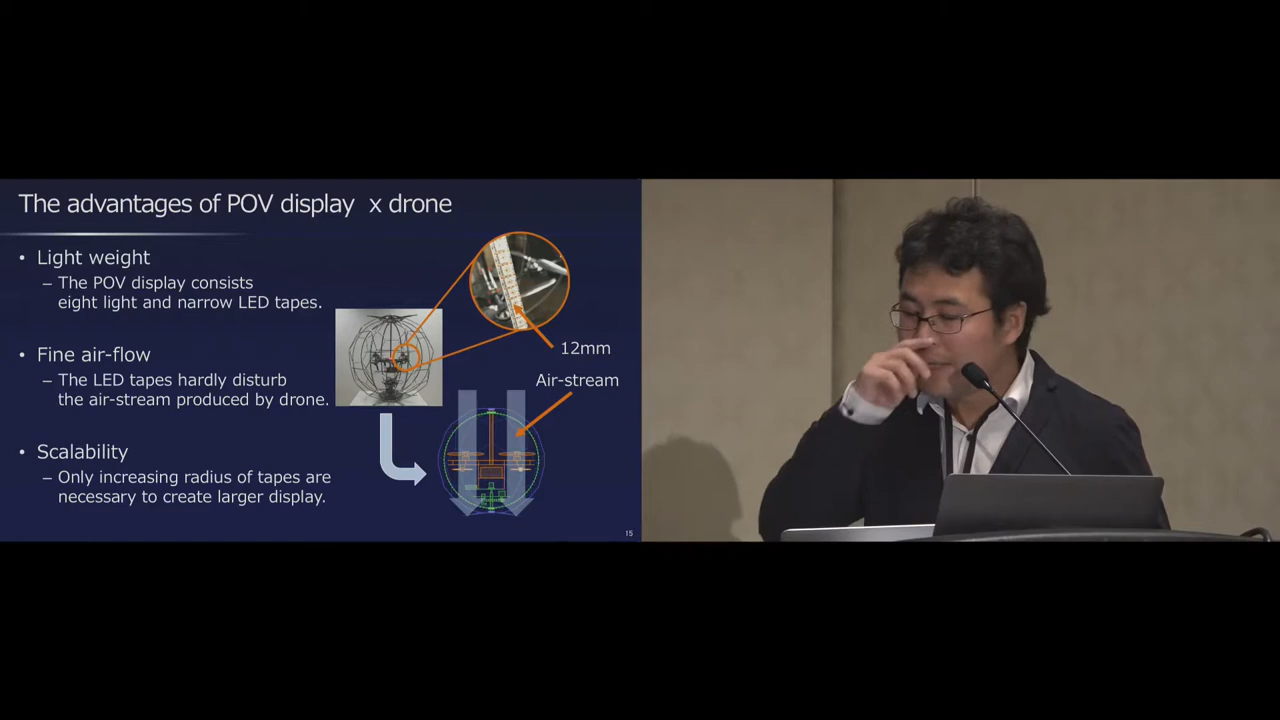 The advantages of POV display x drone
• Light weight
– The POV display consists
eight light and narrow LED tapes.
• Fine air-flow
– The LED tapes hardly disturb
the air-stream produced by drone.
• Scalability
– Only increasing radius of tapes are
necessary to create larger display.
12mm
Air-stream
15